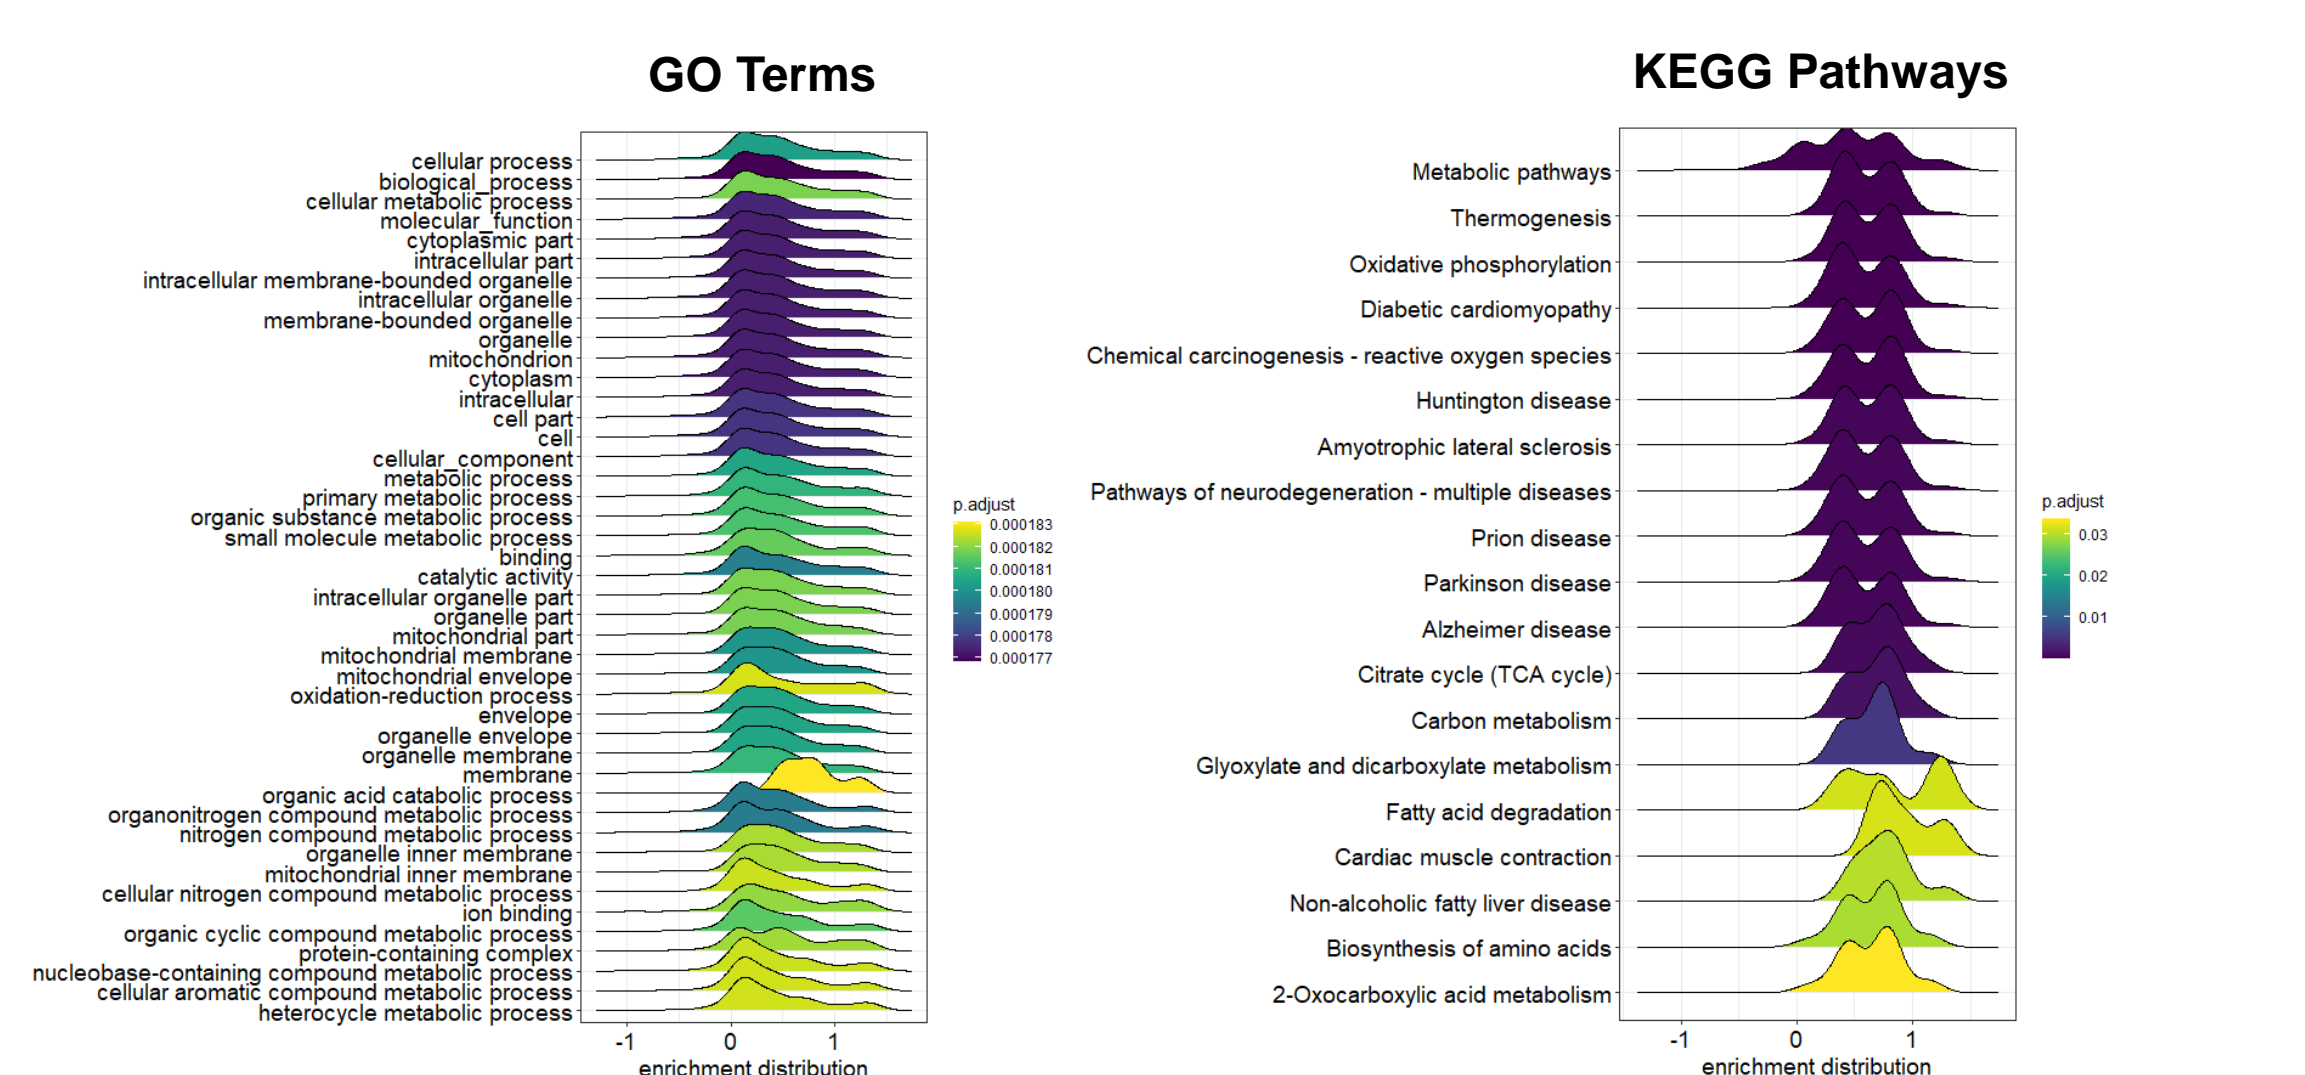 GO Terms
cellular process
biological_process
cellular metabolic process
molecular_function
cytoplasmic part
intracellular part
intracellular membrane-bounded organelle
intracellular organelle
membrane-bounded organelle
organelle
mitochondrion
cytoplasm
intracellular
cell part
cell
cellular_component
metabolic process
primary metabolic process
organic substance metabolic process
small molecule metabolic process
binding
catalytic activity
intracellular organelle part
organelle part
mitochondrial part
mitochondrial membrane
mitochondrial envelope
oxidation-reduction process
envelope
organelle envelope
organelle membrane
membrane
organic acid catabolic process
organonitrogen compound metabolic process
nitrogen compound metabolic process
organelle inner membrane
mitochondrial inner membrane
cellular nitrogen compound metabolic process
ion binding
organic cyclic compound metabolic process
protein-containing complex
nucleobase-containing compound metabolic process
cellular aromatic compound metabolic process
heterocycle metabolic process
-1 0 1
enrichment distribution
p.adjust
0.000183
0.000182
0.000181
0.000180
0.000179
0.000178
0.000177
KEGG Pathways
Metabolic pathways
Thermogenesis
Oxidative phosphorylation
Diabetic cardiomyopathy
Chemical carcinogenesis - reactive oxygen species
Huntington disease
Amyotrophic lateral sclerosis
Pathways of neurodegeneration - multiple diseases
Prion disease
Parkinson disease
Alzheimer disease
Citrate cycle (TCA cycle)
Carbon metabolism
Glyoxylate and dicarboxylate metabolism
Fatty acid degradation
Cardiac muscle contraction
Non-alcoholic fatty liver disease
Biosynthesis of amino acids
2-Oxocarboxylic acid metabolism
-1 0 1
enrichment distribution
p.adjust
0.03
0.02
0.01